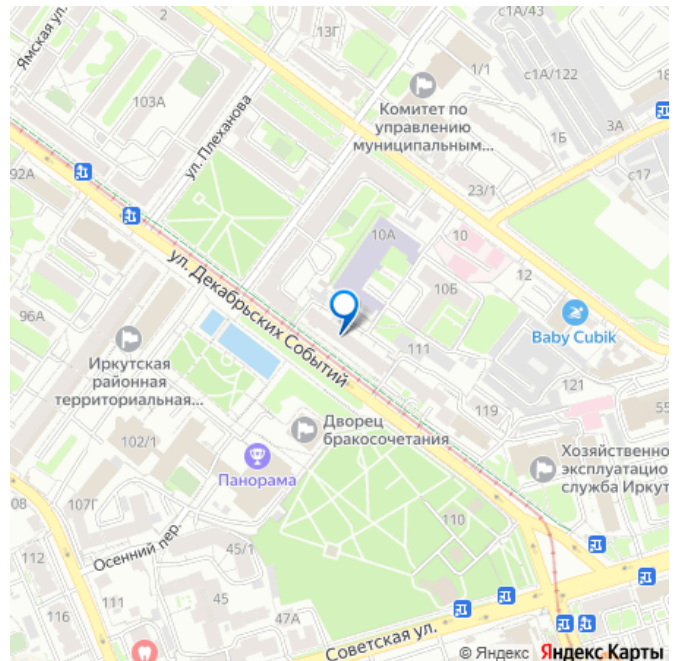 с1А/43
2
Ямская ул.
13Г
1/1
с1А/122
18
103А
Комитет по
управлению
муниципальным...
1Б
3А
ул. Плеханова
92А
23/1
с17
10А
10
ул. Декабрьских Событий
12
10Б
96А
Baby Cubik
Иркутская
районная
территориальная...
111
121
119
55
Дворец
бракосочетания
102/1
Панорама
Хозяйственно
эксплуатацио
служба Иркут
08
107Г
110
Осенний пер.
45/1
112
111
45
116
47А
Советская ул.
© Яндекс Яндекс Карты